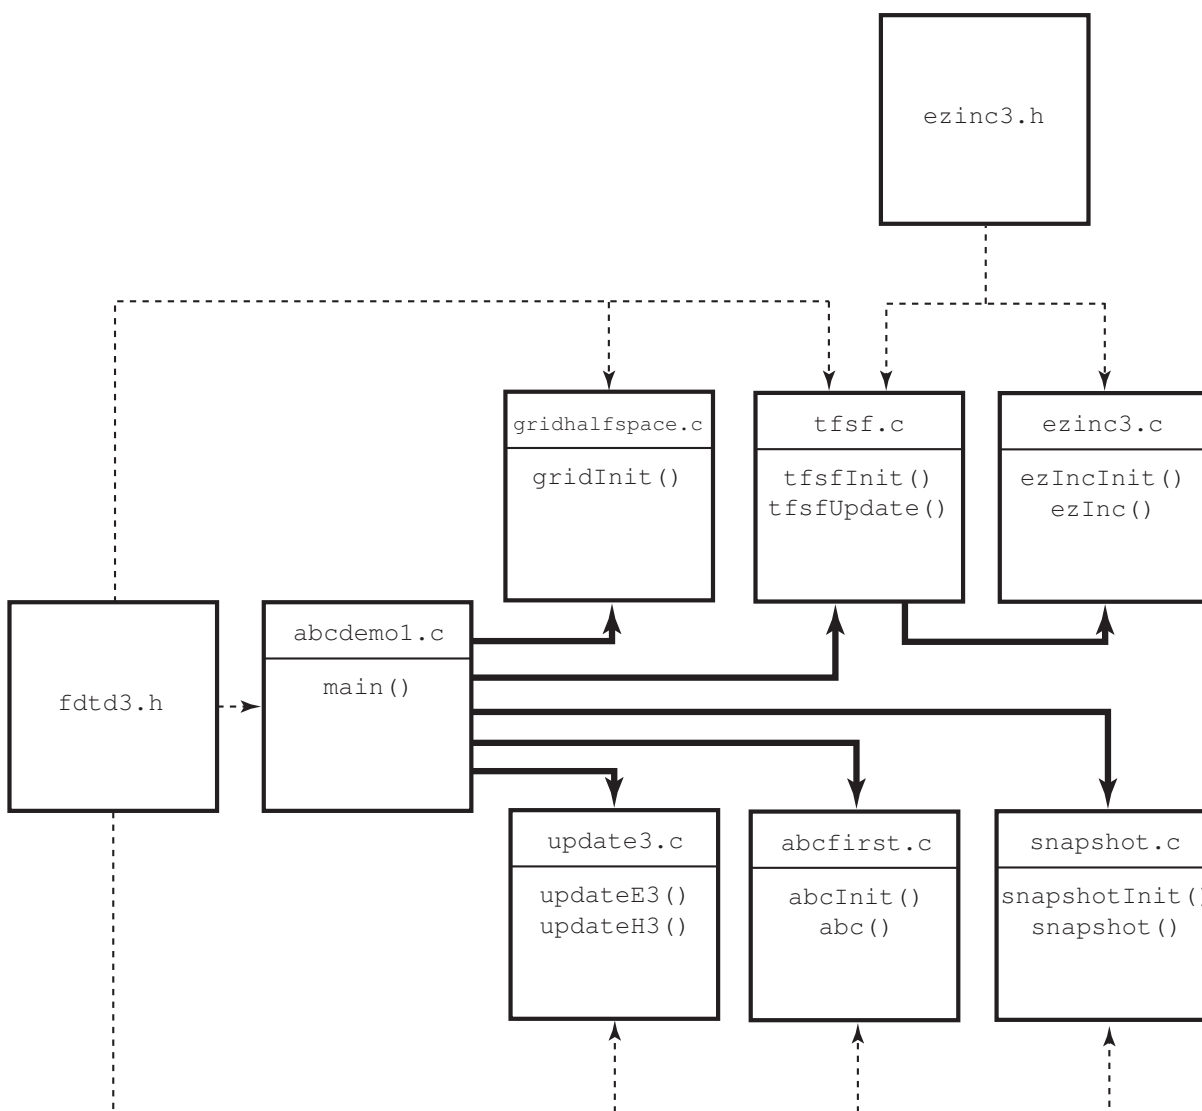 ezinc3.h
gridhalfspace.c
gridInit()
tfsf.c
tfsfInit()
tfsfUpdate()
ezinc3.c
ezIncInit()
ezInc()
fdtd3.h
abcdemo1.c
main()
update3.c
updateE3()
updateH3()
abcfirst.c
abcInit()
abc()
snapshot.c
snapshotInit()
snapshot()